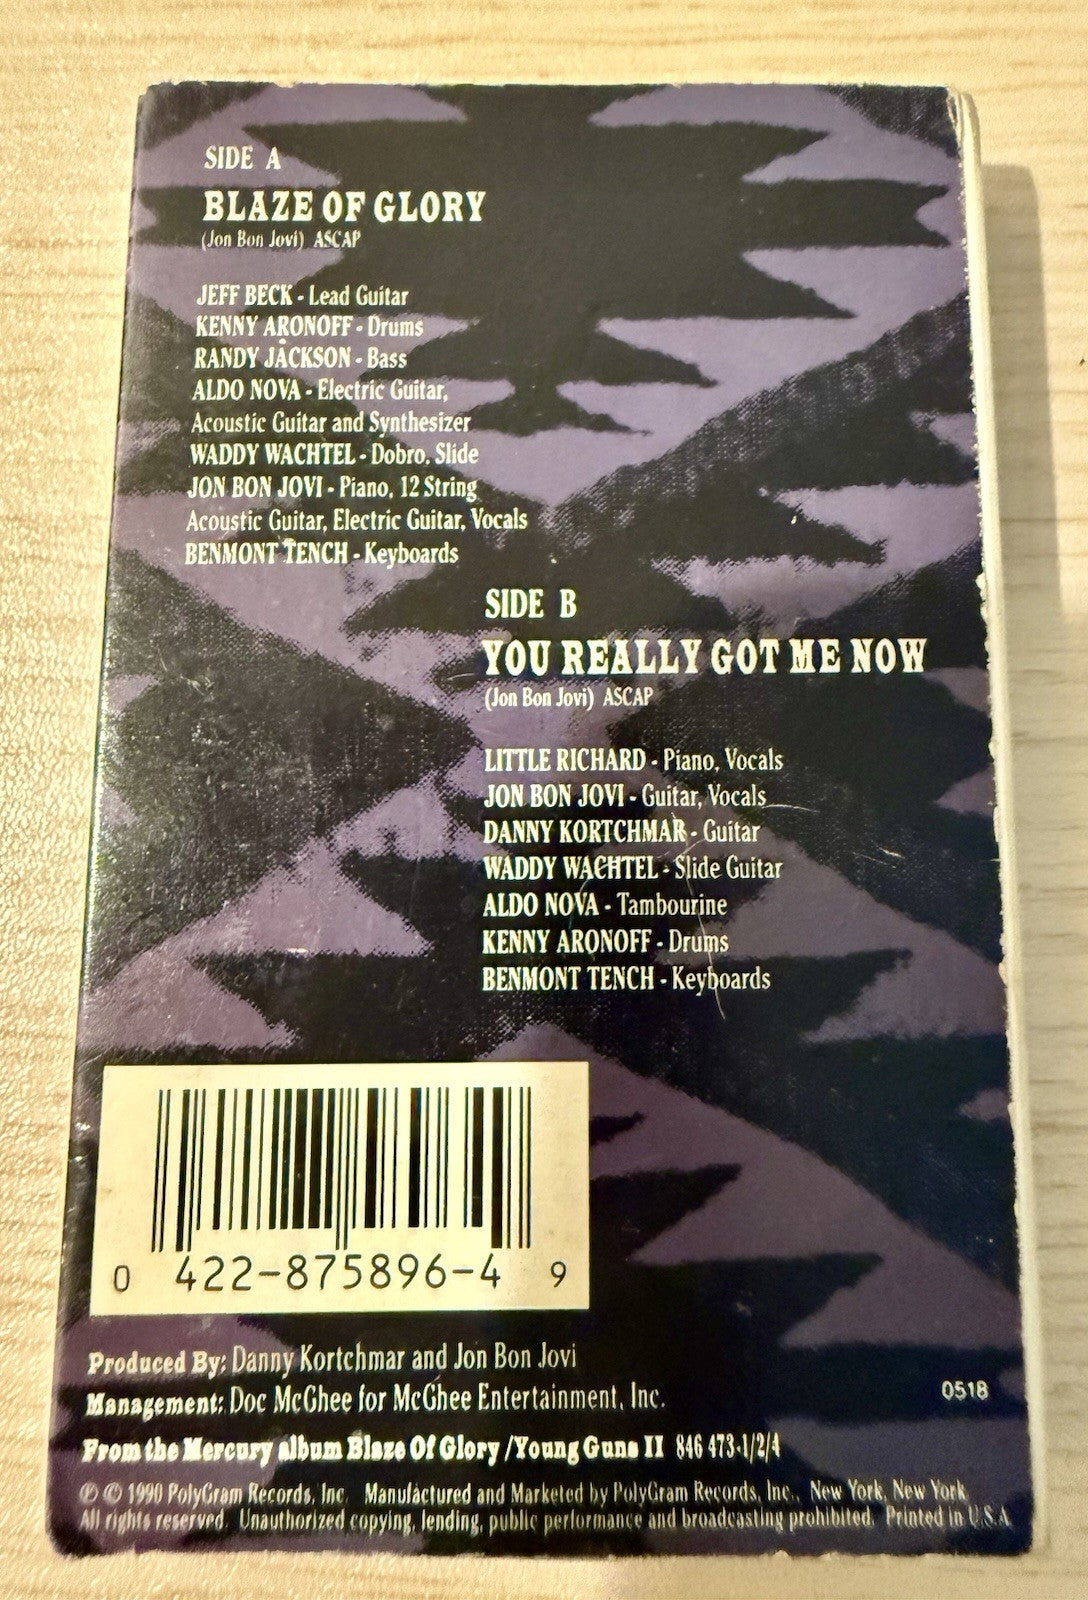 SIDE A
BLAZE OF GLORY
(Jon Bon Jovi) ASCAP
JEFF BECK - Lead Guitar
KENNY ARONOFF - Drums
RANDY JACKSON - Bass
ALDO NOVA - Electric Guitar,
Acoustic Guitar and Synthesizer
WADDY WACHTEL - Dobro, Slide
JON BON JOVI - Piano, 12 String
Acoustic Guitar, Electric Guitar, Vocals
BENMONT TENCH - Keyboards
SIDE B
YOU REALLY GOT ME NOW
(Jon Bon Jovi) ASCAP
LITTLE RICHARD - Piano, Vocals
JON BON JOVI - Guitar, Vocals
DANNY KORTCHMAR - Guitar
WADDY WACHTEL - Slide Guitar
ALDO NOVA - Tambourine
KENNY ARONOFF - Drums
BENMONT TENCH - Keyboards
0 422-875896-4 9
Produced By: Danny Kortchmar and Jon Bon Jovi
Management: Doc McGhee for McGhee Entertainment, Inc.
0518
From the Mercury album Blaze Of Glory /Young Guns II 846 473-1/2/4
℗ © 1990 PolyGram Records, Inc. Manufactured and Marketed by PolyGram Records, Inc., New York, New York
All rights reserved. Unauthorized copying, lending, public performance and broadcasting prohibited. Printed in U.S.A.